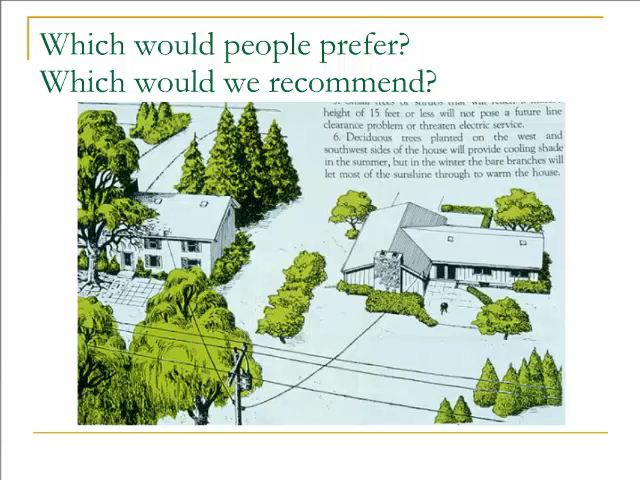 Which would people prefer?
Which would we recommend?
height of 15 feet or less will not pose a future line
clearance problem or threaten electric service.
6. Deciduous trees planted on the west and
southwest sides of the house will provide cooling shade
in the summer, but in the winter the bare branches will
let most of the sunshine through to warm the house.